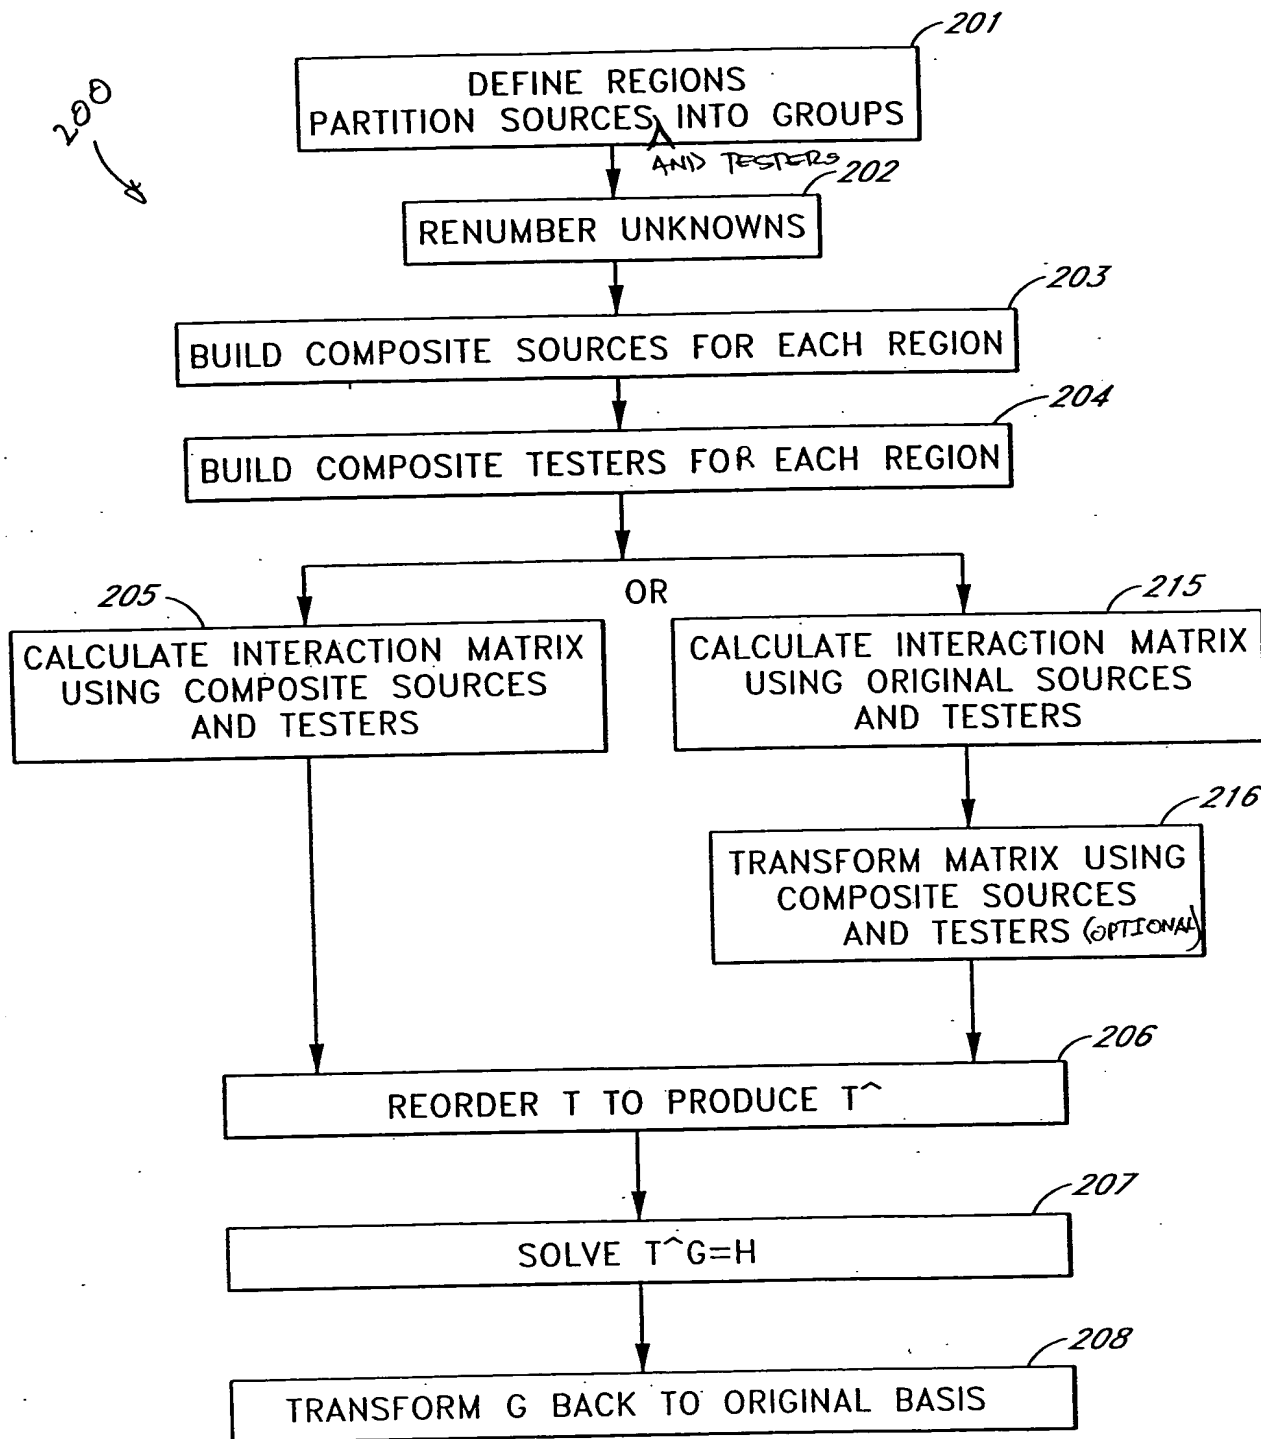 201
200
DEFINE REGIONS
PARTITION SOURCES INTO GROUPS
AND TESTERS
202
RENUMBER UNKNOWNS
203
BUILD COMPOSITE SOURCES FOR EACH REGION
204
BUILD COMPOSITE TESTERS FOR EACH REGION
OR
205
CALCULATE INTERACTION MATRIX
USING COMPOSITE SOURCES
AND TESTERS
215
CALCULATE INTERACTION MATRIX
USING ORIGINAL SOURCES
AND TESTERS
216
TRANSFORM MATRIX USING
COMPOSITE SOURCES
AND TESTERS (OPTIONAL)
206
REORDER T TO PRODUCE T^
207
SOLVE T^G=H
208
TRANSFORM G BACK TO ORIGINAL BASIS